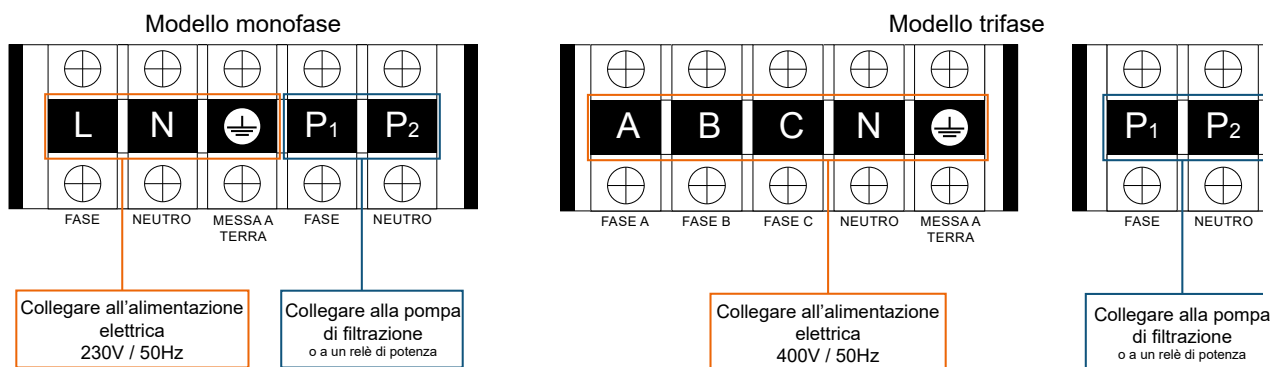 Modello monofase
L N P1 P2
FASE NEUTRO MESSA A TERRA FASE NEUTRO
Collegare all'alimentazione
elettrica
230V / 50Hz
Collegare alla pompa
di filtrazione
o a un relè di potenza
Modello trifase
A B C N
FASE A FASE B FASE C NEUTRO MESSA A TERRA
P1 P2
FASE NEUTRO
Collegare all'alimentazione
elettrica
400V / 50Hz
Collegare alla pompa
di filtrazione
o a un relè di potenza